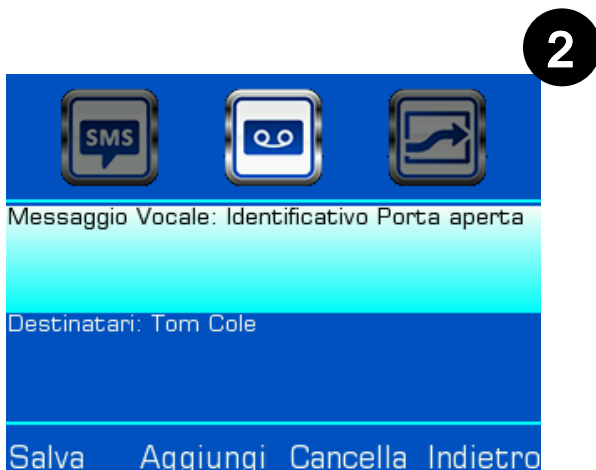 2
SMS
Messaggio Vocale: Identificativo Porta aperta
Destinatari: Tom Cole
Salva Aggiungi Cancella Indietro